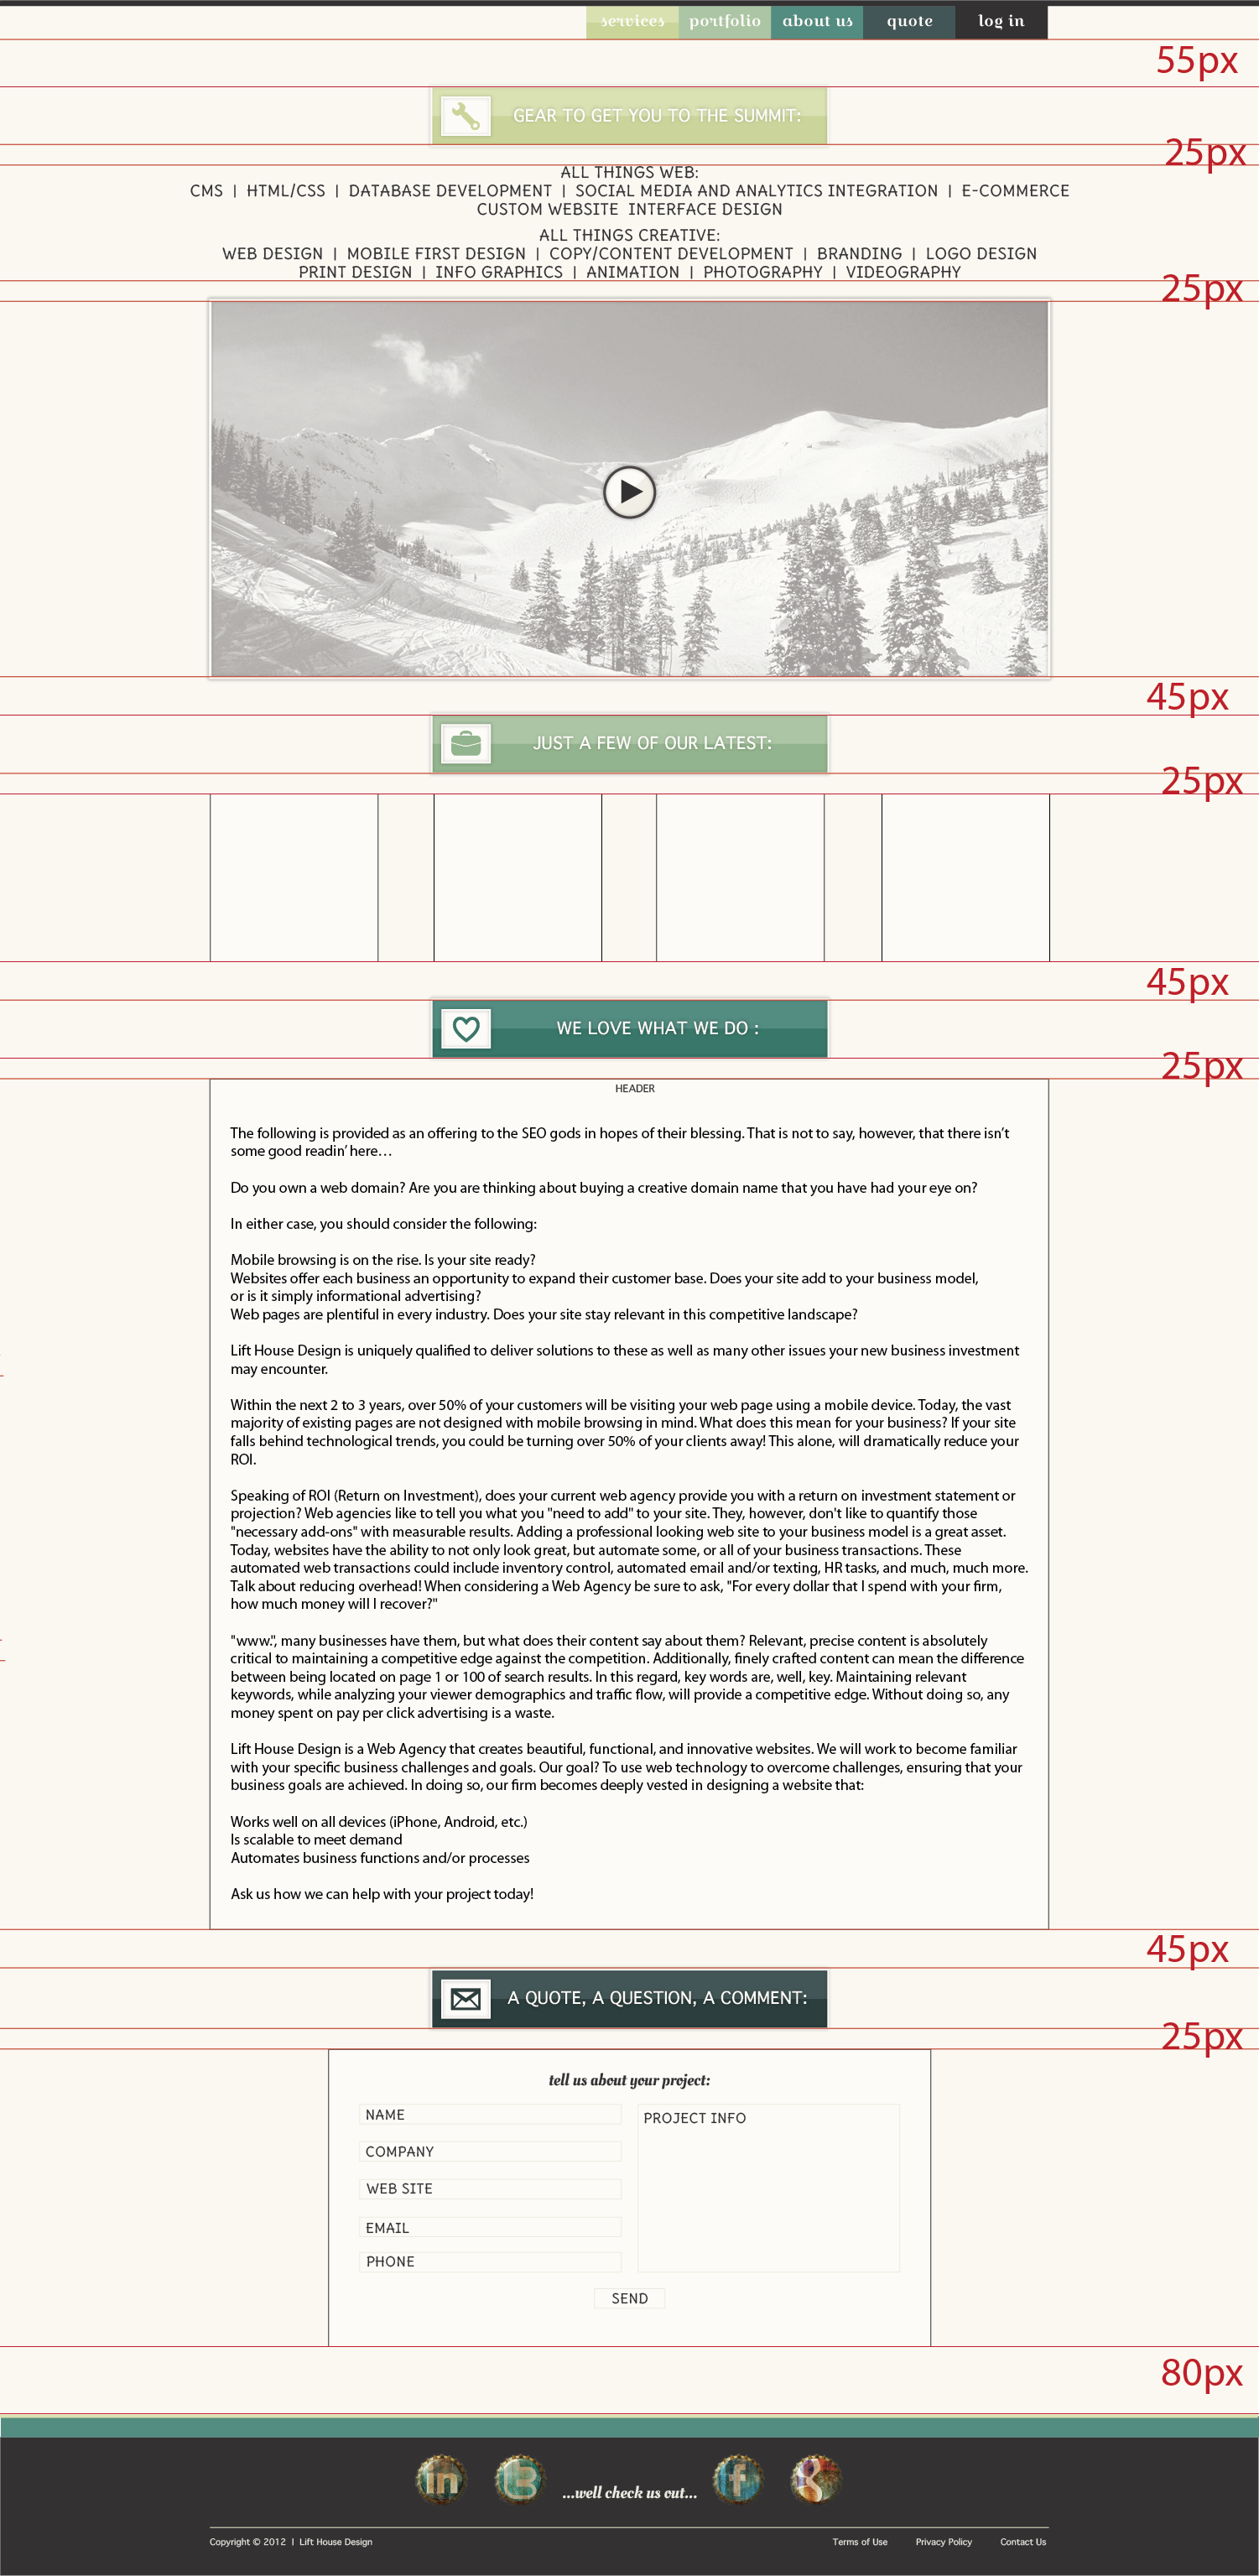 services portfolio about us quote log in
55px
GEAR TO GET YOU TO THE SUMMIT:
25px
ALL THINGS WEB:
CMS | HTML/CSS | DATABASE DEVELOPMENT | SOCIAL MEDIA AND ANALYTICS INTEGRATION | E-COMMERCE
CUSTOM WEBSITE INTERFACE DESIGN
ALL THINGS CREATIVE:
WEB DESIGN | MOBILE FIRST DESIGN | COPY/CONTENT DEVELOPMENT | BRANDING | LOGO DESIGN
PRINT DESIGN | INFO GRAPHICS | ANIMATION | PHOTOGRAPHY | VIDEOGRAPHY
25px
45px
JUST A FEW OF OUR LATEST:
25px
45px
WE LOVE WHAT WE DO :
25px
HEADER
The following is provided as an offering to the SEO gods in hopes of their blessing. That is not to say, however, that there isn't
some good readin' here…
Do you own a web domain? Are you are thinking about buying a creative domain name that you have had your eye on?
In either case, you should consider the following:
Mobile browsing is on the rise. Is your site ready?
Websites offer each business an opportunity to expand their customer base. Does your site add to your business model,
or is it simply informational advertising?
Web pages are plentiful in every industry. Does your site stay relevant in this competitive landscape?
Lift House Design is uniquely qualified to deliver solutions to these as well as many other issues your new business investment
may encounter.
Within the next 2 to 3 years, over 50% of your customers will be visiting your web page using a mobile device. Today, the vast
majority of existing pages are not designed with mobile browsing in mind. What does this mean for your business? If your site
falls behind technological trends, you could be turning over 50% of your clients away! This alone, will dramatically reduce your
ROI.
Speaking of ROI (Return on Investment), does your current web agency provide you with a return on investment statement or
projection? Web agencies like to tell you what you "need to add" to your site. They, however, don't like to quantify those
"necessary add-ons" with measurable results. Adding a professional looking web site to your business model is a great asset.
Today, websites have the ability to not only look great, but automate some, or all of your business transactions. These
automated web transactions could include inventory control, automated email and/or texting, HR tasks, and much, much more.
Talk about reducing overhead! When considering a Web Agency be sure to ask, "For every dollar that I spend with your firm,
how much money will I recover?"
"www.", many businesses have them, but what does their content say about them? Relevant, precise content is absolutely
critical to maintaining a competitive edge against the competition. Additionally, finely crafted content can mean the difference
between being located on page 1 or 100 of search results. In this regard, key words are, well, key. Maintaining relevant
keywords, while analyzing your viewer demographics and traffic flow, will provide a competitive edge. Without doing so, any
money spent on pay per click advertising is a waste.
Lift House Design is a Web Agency that creates beautiful, functional, and innovative websites. We will work to become familiar
with your specific business challenges and goals. Our goal? To use web technology to overcome challenges, ensuring that your
business goals are achieved. In doing so, our firm becomes deeply vested in designing a website that:
Works well on all devices (iPhone, Android, etc.)
Is scalable to meet demand
Automates business functions and/or processes
Ask us how we can help with your project today!
45px
A QUOTE, A QUESTION, A COMMENT:
25px
tell us about your project:
NAME
PROJECT INFO
COMPANY
WEB SITE
EMAIL
PHONE
SEND
80px
in t ...well check us out... f g
Copyright © 2012 | Lift House Design Terms of Use Privacy Policy Contact Us